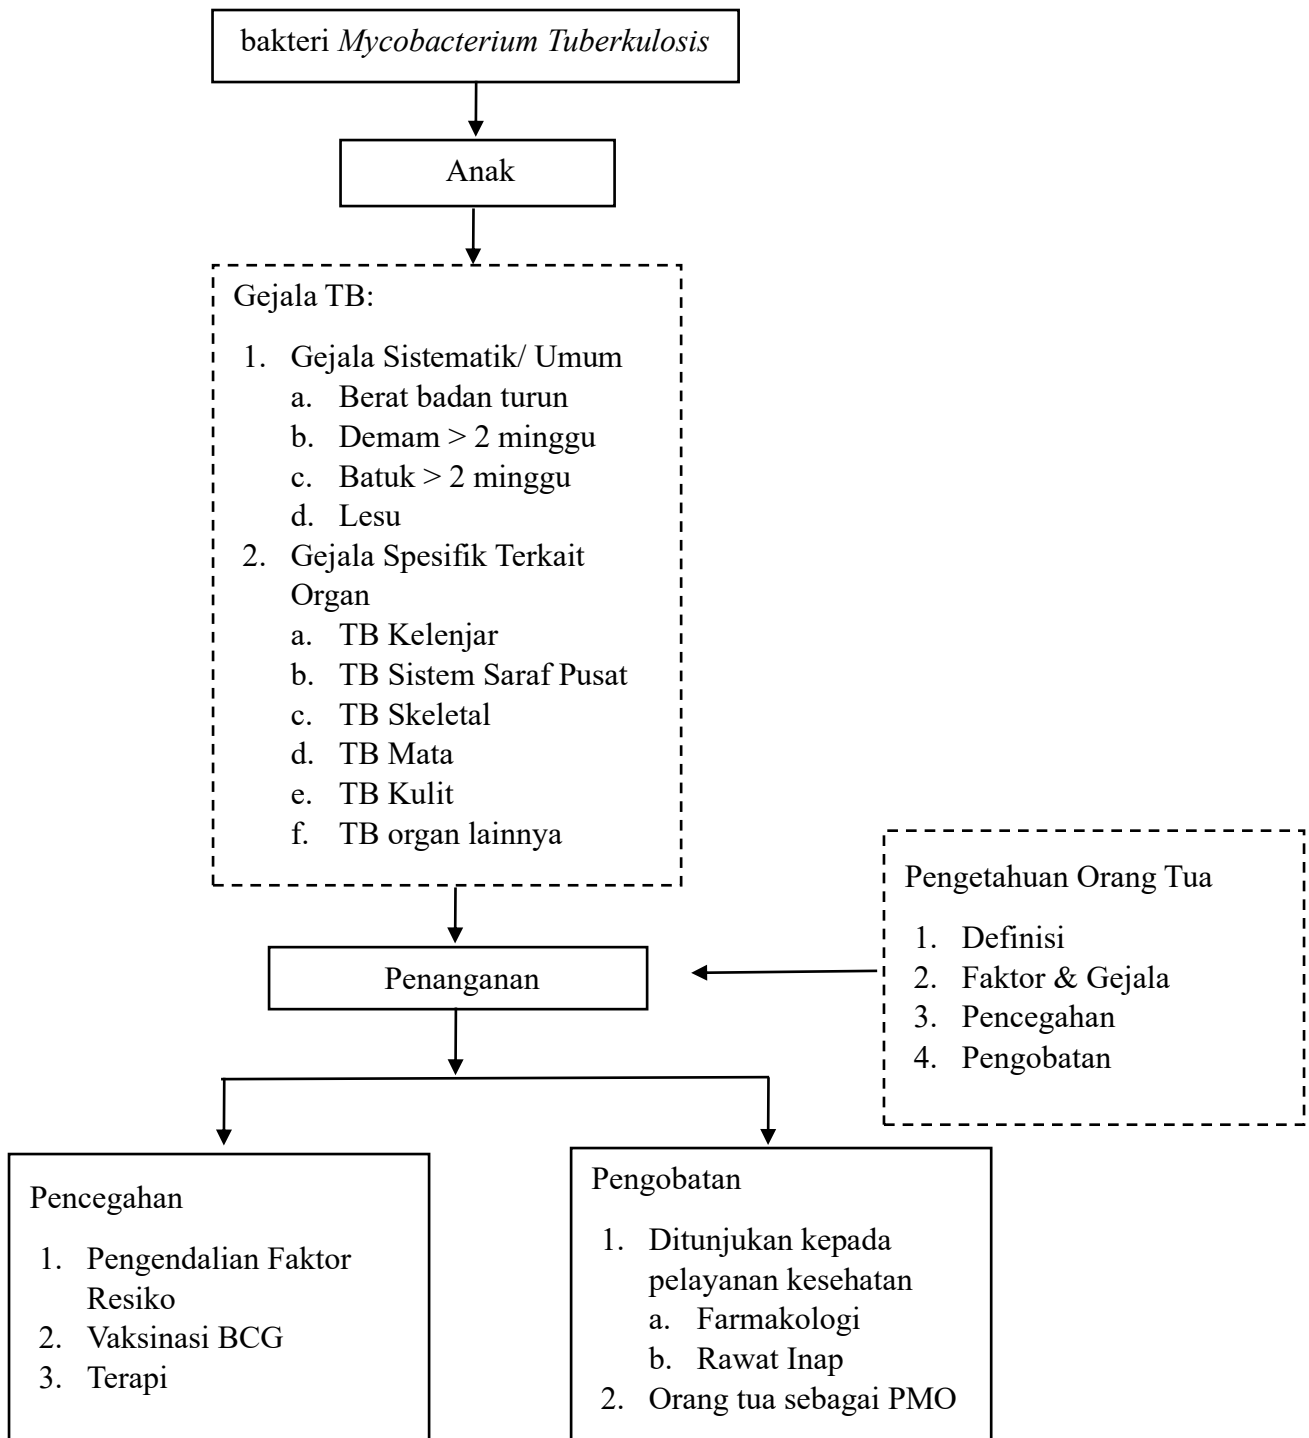 bakteri Mycobacterium Tuberkulosis
Anak
Gejala TB:
1. Gejala Sistematik/ Umum
a. Berat badan turun
b. Demam > 2 minggu
c. Batuk > 2 minggu
d. Lesu
2. Gejala Spesifik Terkait
Organ
a. TB Kelenjar
b. TB Sistem Saraf Pusat
c. TB Skeletal
d. TB Mata
e. TB Kulit
f. TB organ lainnya
Pengetahuan Orang Tua
1. Definisi
2. Faktor & Gejala
3. Pencegahan
4. Pengobatan
Penanganan
Pencegahan
1. Pengendalian Faktor
Resiko
2. Vaksinasi BCG
3. Terapi
Pengobatan
1. Ditunjukan kepada
pelayanan kesehatan
a. Farmakologi
b. Rawat Inap
2. Orang tua sebagai PMO